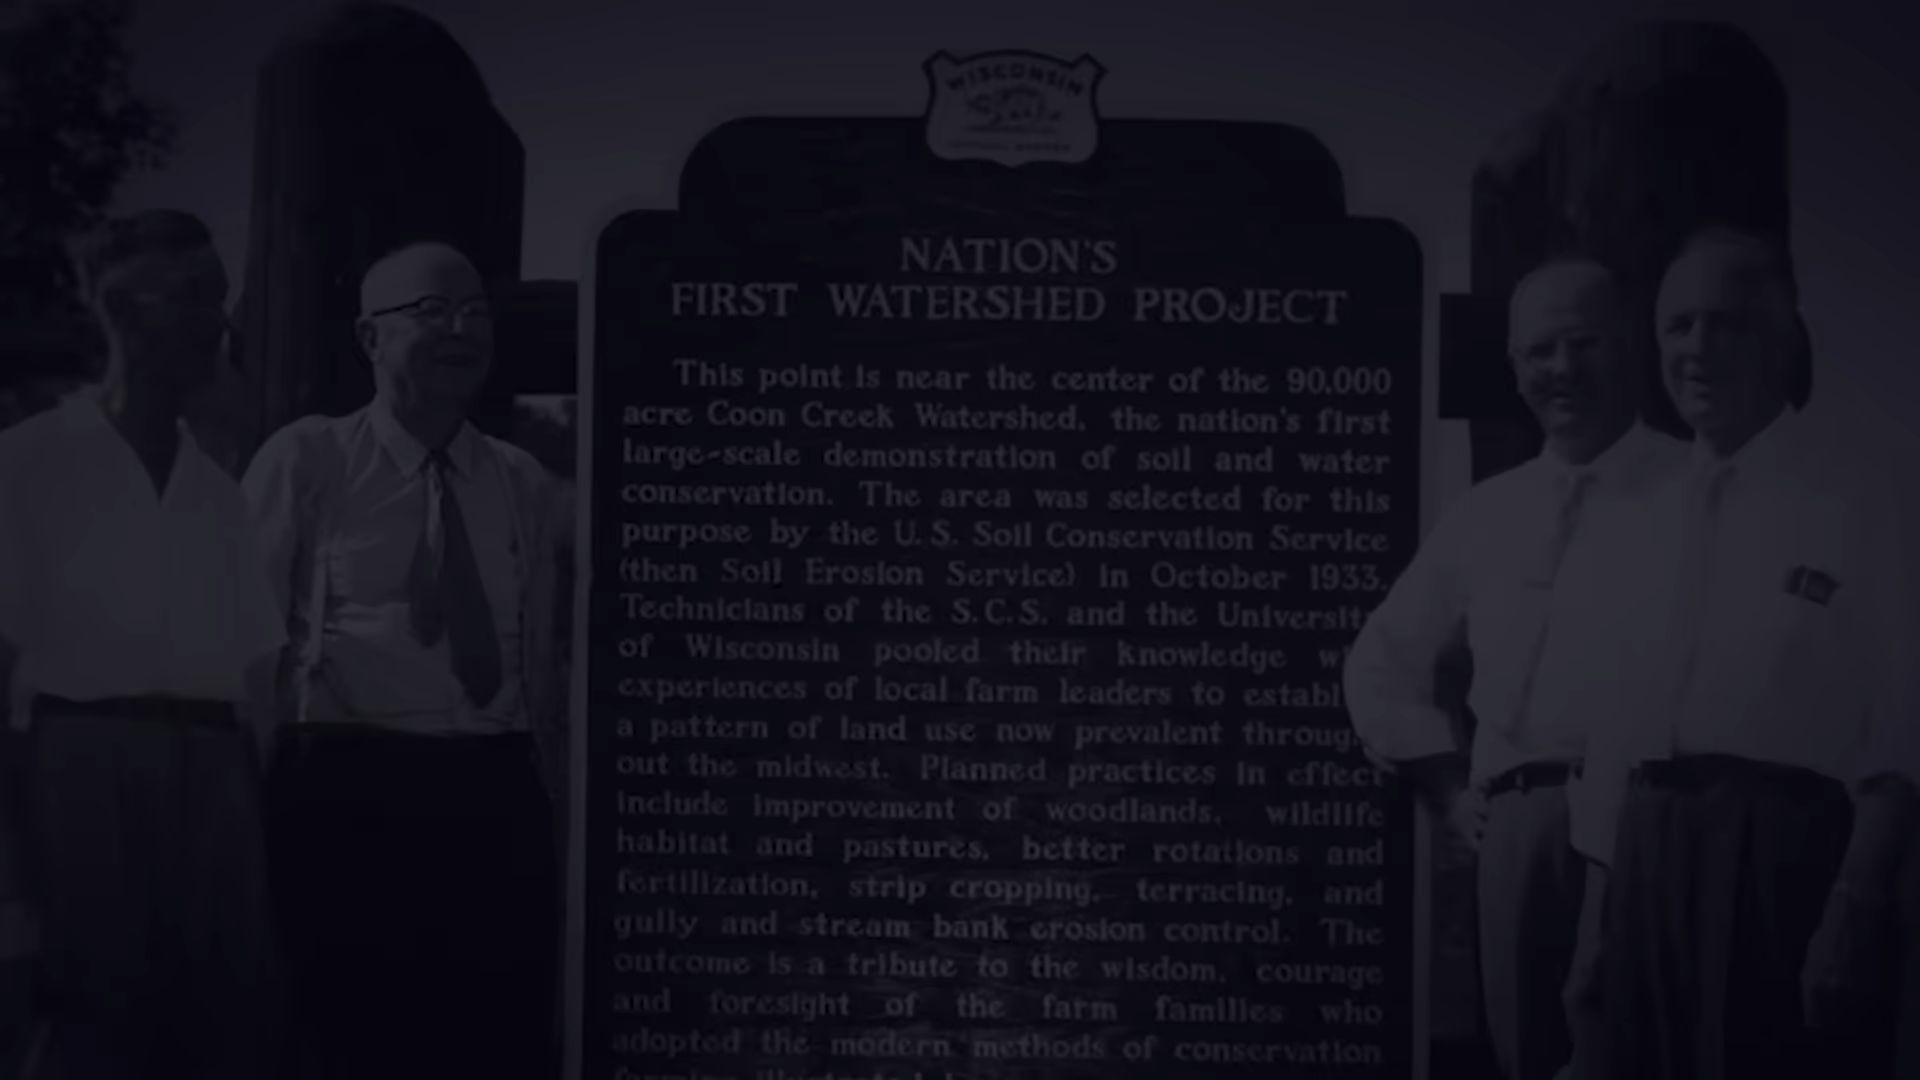 WISCONSIN
NATION'S
FIRST WATERSHED PROJECT
This point is near the center of the 90,000
acre Coon Creek Watershed, the nation's first
large-scale demonstration of soil and water
conservation. The area was selected for this
purpose by the U.S. Soil Conservation Service
(then Soil Erosion Service) in October 1933.
Technicians of the S.C.S. and the Universit
of Wisconsin pooled their knowledge w
experiences of local farm leaders to establ
a pattern of land use now prevalent throug
out the midwest. Planned practices in effect
include improvement of woodlands, wildlife
habitat and pastures, better rotations and
fertilization, strip cropping, terracing, and
gully and stream bank erosion control. The
outcome is a tribute to the wisdom, courage
and foresight of the farm families who
adopted the modern methods of conservation